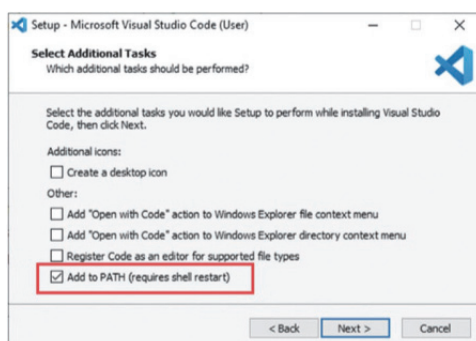 Setup - Microsoft Visual Studio Code (User)
Select Additional Tasks
Which additional tasks should be performed?
Select the additional tasks you would like Setup to perform while installing Visual Studio
Code, then click Next.
Additional icons:
Create a desktop icon
Other:
Add "Open with Code" action to Windows Explorer file context menu
Add "Open with Code" action to Windows Explorer directory context menu
Register Code as an editor for supported file types
Add to PATH (requires shell restart)
< Back Next > Cancel